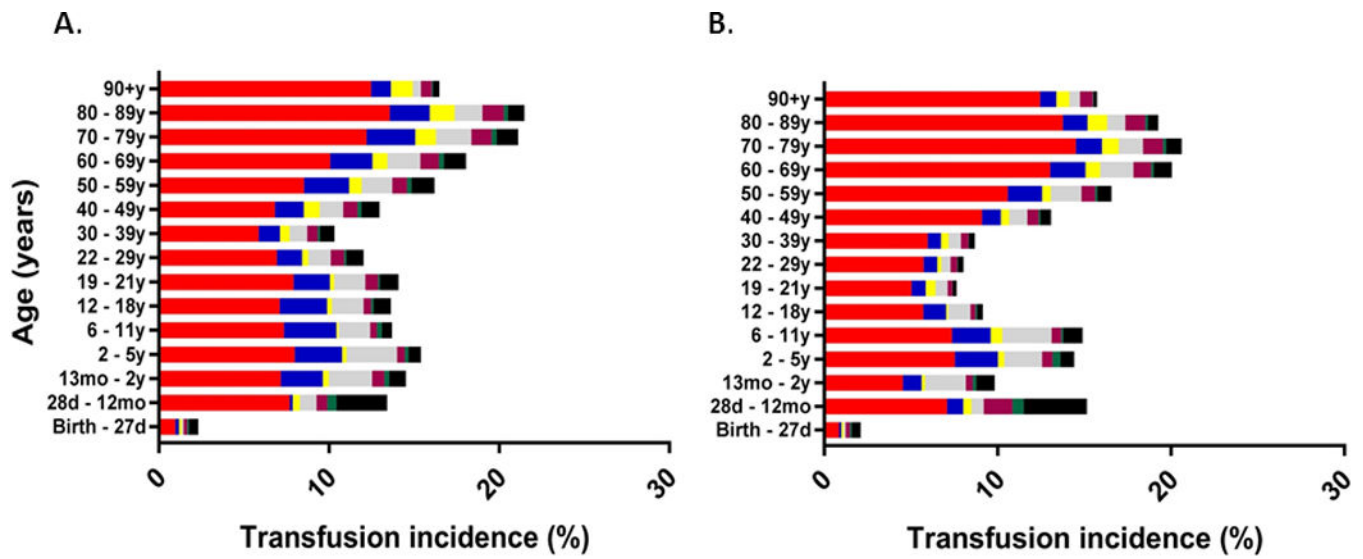 A.
Age (years)
90+y
80 - 89y
70 - 79y
60 - 69y
50 - 59y
40 - 49y
30 - 39y
22 - 29y
19 - 21y
12 - 18y
6 - 11y
2 - 5y
13mo - 2y
28d - 12mo
Birth - 27d
0 10 20 30
Transfusion incidence (%)
B.
90+y
80 - 89y
70 - 79y
60 - 69y
50 - 59y
40 - 49y
30 - 39y
22 - 29y
19 - 21y
12 - 18y
6 - 11y
2 - 5y
13mo - 2y
28d - 12mo
Birth - 27d
0 10 20 30
Transfusion incidence (%)